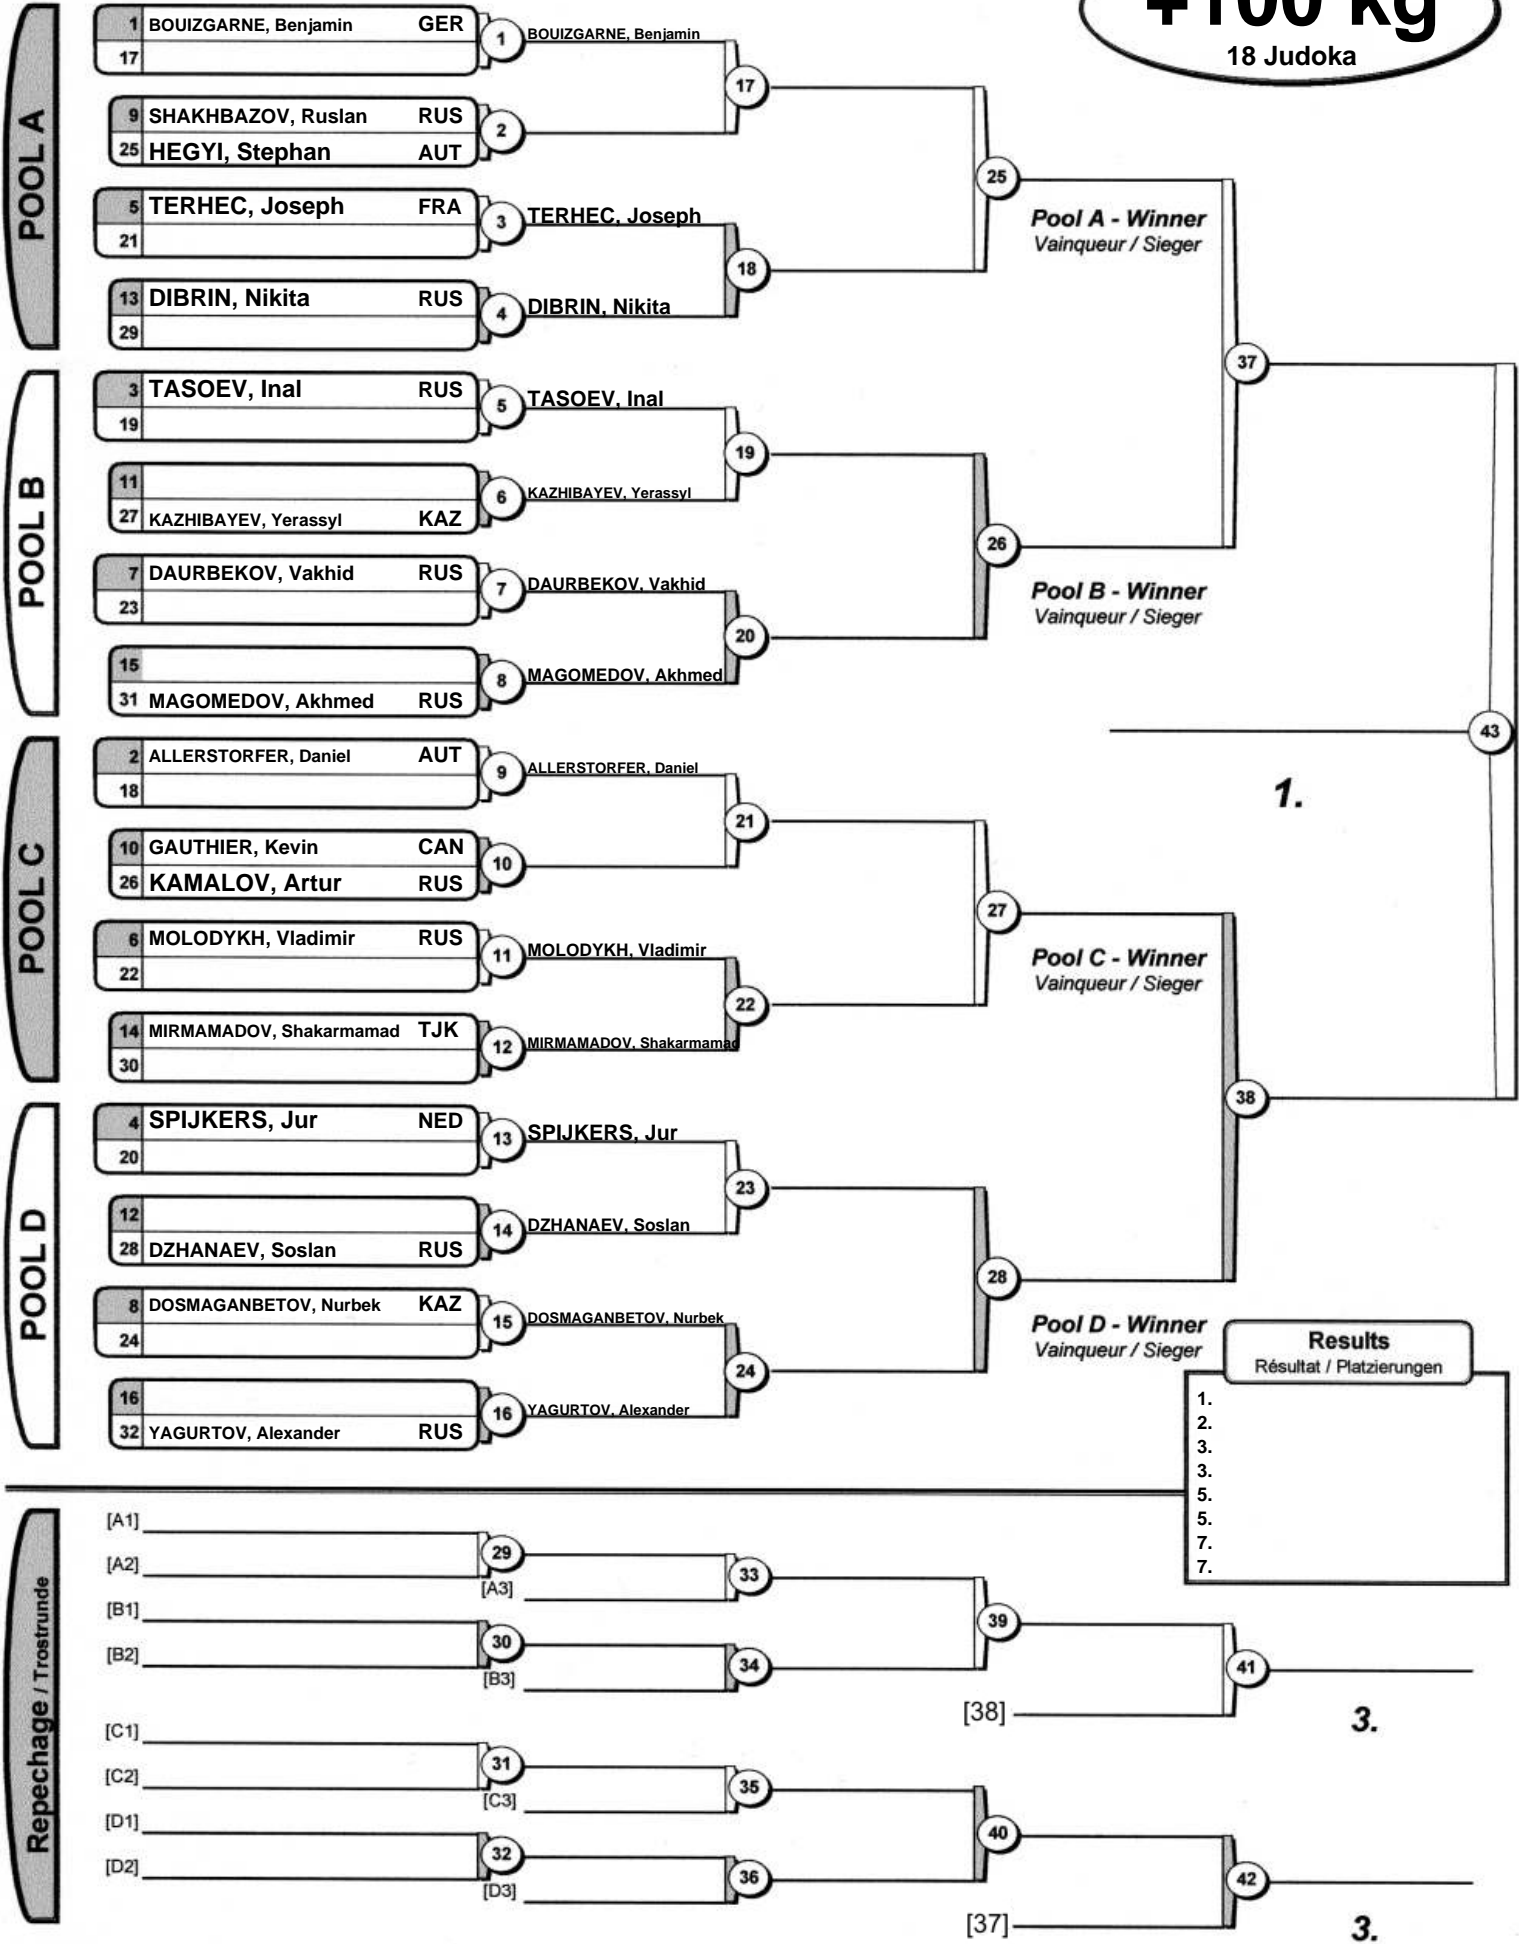 +100 kg
18 Judoka
POOL A
1 BOUIZGARNE, Benjamin GER
17
1 BOUIZGARNE, Benjamin
17
9 SHAKHBAZOV, Ruslan RUS
25 HEGYI, Stephan AUT
2
25
5 TERHEC, Joseph FRA
21
3 TERHEC, Joseph
Pool A - Winner
Vainqueur / Sieger
18
13 DIBRIN, Nikita RUS
29
4 DIBRIN, Nikita
37
POOL B
3 TASOEV, Inal RUS
19
5 TASOEV, Inal
19
11
27 KAZHIBAYEV, Yerassyl KAZ
6 KAZHIBAYEV, Yerassyl
26
7 DAURBEKOV, Vakhid RUS
23
7 DAURBEKOV, Vakhid
Pool B - Winner
Vainqueur / Sieger
20
15
31 MAGOMEDOV, Akhmed RUS
8 MAGOMEDOV, Akhmed
43
1.
POOL C
2 ALLERSTORFER, Daniel AUT
18
9 ALLERSTORFER, Daniel
21
10 GAUTHIER, Kevin CAN
26 KAMALOV, Artur RUS
10
27
6 MOLODYKH, Vladimir RUS
22
11 MOLODYKH, Vladimir
Pool C - Winner
Vainqueur / Sieger
22
14 MIRMAMADOV, Shakarmamad TJK
30
12 MIRMAMADOV, Shakarmamad
38
POOL D
4 SPIJKERS, Jur NED
20
13 SPIJKERS, Jur
23
12
28 DZHANAEV, Soslan RUS
14 DZHANAEV, Soslan
28
8 DOSMAGANBETOV, Nurbek KAZ
24
15 DOSMAGANBETOV, Nurbek
Pool D - Winner
Vainqueur / Sieger
24
16
32 YAGURTOV, Alexander RUS
16 YAGURTOV, Alexander
Results
Résultat / Platzierungen
1.
2.
3.
3.
5.
5.
7.
7.
Repechage / Trostrunde
[A1]
[A2]
29
[A3]
33
[B1]
[B2]
30
[B3]
34
39
[38]
41
3.
[C1]
[C2]
31
[C3]
35
[D1]
[D2]
32
[D3]
36
40
[37]
42
3.